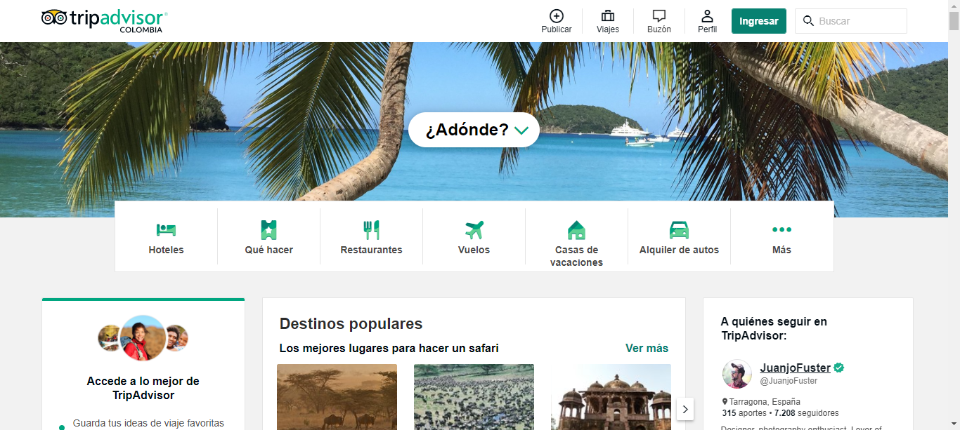 tripadvisor
COLOMBIA
Publicar
Viajes
Buzón
Perfil
Ingresar
Buscar
¿Adónde?
Hoteles
Qué hacer
Restaurantes
Vuelos
Casas de
vacaciones
Alquiler de autos
Más
Accede a lo mejor de
TripAdvisor
Guarda tus ideas de viaje favoritas
Destinos populares
Los mejores lugares para hacer un safari
Ver más
A quiénes seguir en
TripAdvisor:
JuanjoFuster
@JuanjoFuster
Tarragona, España
315 aportes • 7.208 seguidores
Designer, photography enthusiast. Lover of